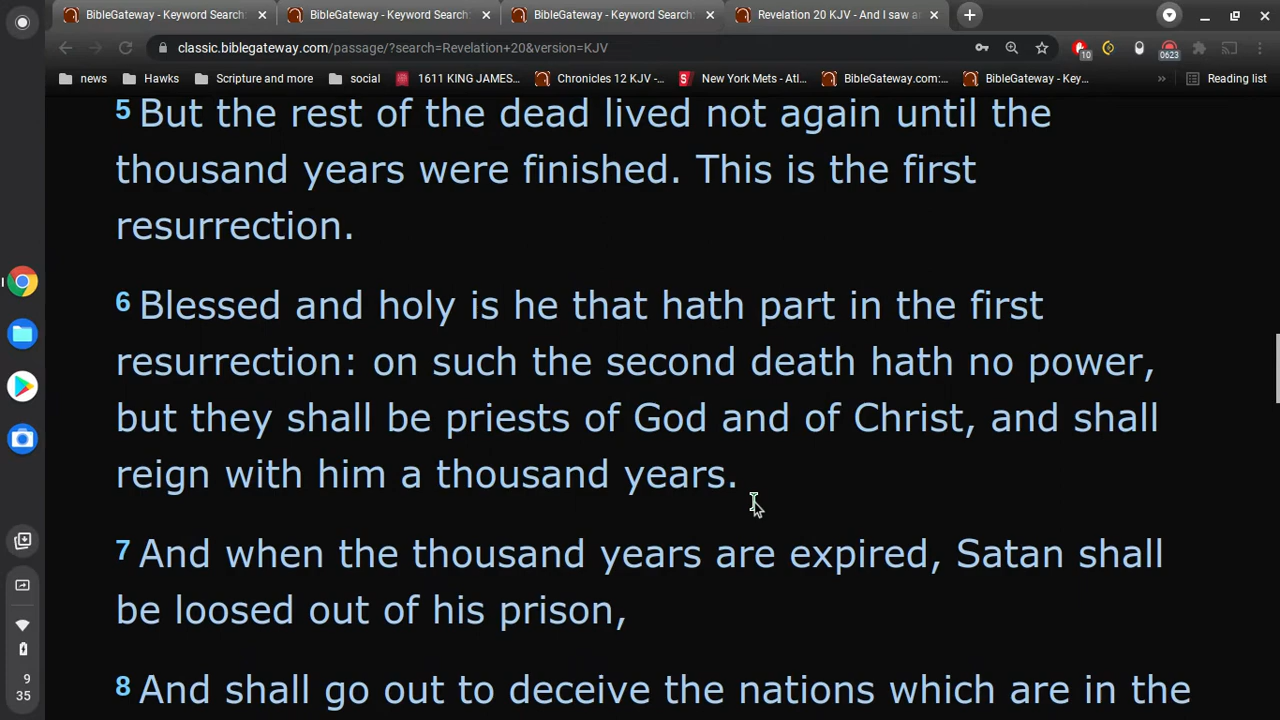 BibleGateway - Keyword Search:
BibleGateway - Keyword Search:
BibleGateway - Keyword Search:
Revelation 20 KJV - And I saw a
classic.biblegateway.com/passage/?search=Revelation+20&version=KJV
10
0623
news
Hawks
Scripture and more
social
1611 KING JAMES...
Chronicles 12 KJV -...
New York Mets - Atl...
BibleGateway.com:...
BibleGateway - Key...
Reading list
5 But the rest of the dead lived not again until the
thousand years were finished. This is the first
resurrection.
6 Blessed and holy is he that hath part in the first
resurrection: on such the second death hath no power,
but they shall be priests of God and of Christ, and shall
reign with him a thousand years.
7 And when the thousand years are expired, Satan shall
be loosed out of his prison,
8 And shall go out to deceive the nations which are in the
9
35